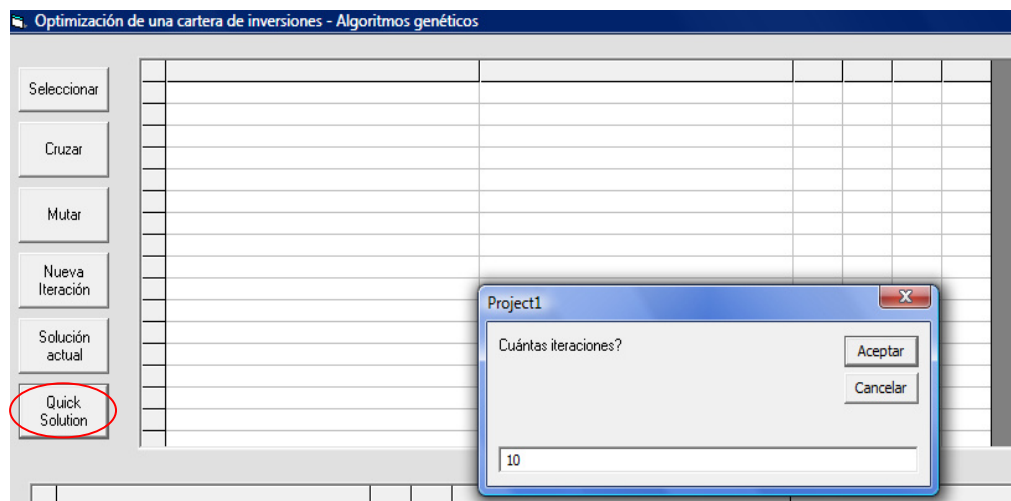 Optimización de una cartera de inversiones - Algoritmos genéticos
Seleccionar
Cruzar
Mutar
Nueva
Iteración
Solución
actual
Quick
Solution
Project1
Cuántas iteraciones?
Aceptar
Cancelar
10